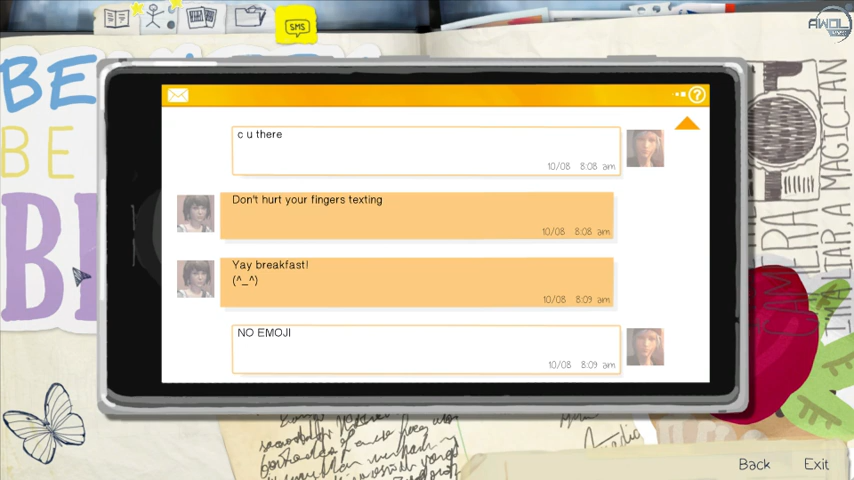 SMS
AWOL
BE
BE
c u there
10/08 8:08 am
Don't hurt your fingers texting
10/08 8:08 am
Yay breakfast!
(^_^)
10/08 8:09 am
NO EMOJI
10/08 8:09 am
?
CAMERA
I'M A LIAR, A MAGICIAN
Back
Exit